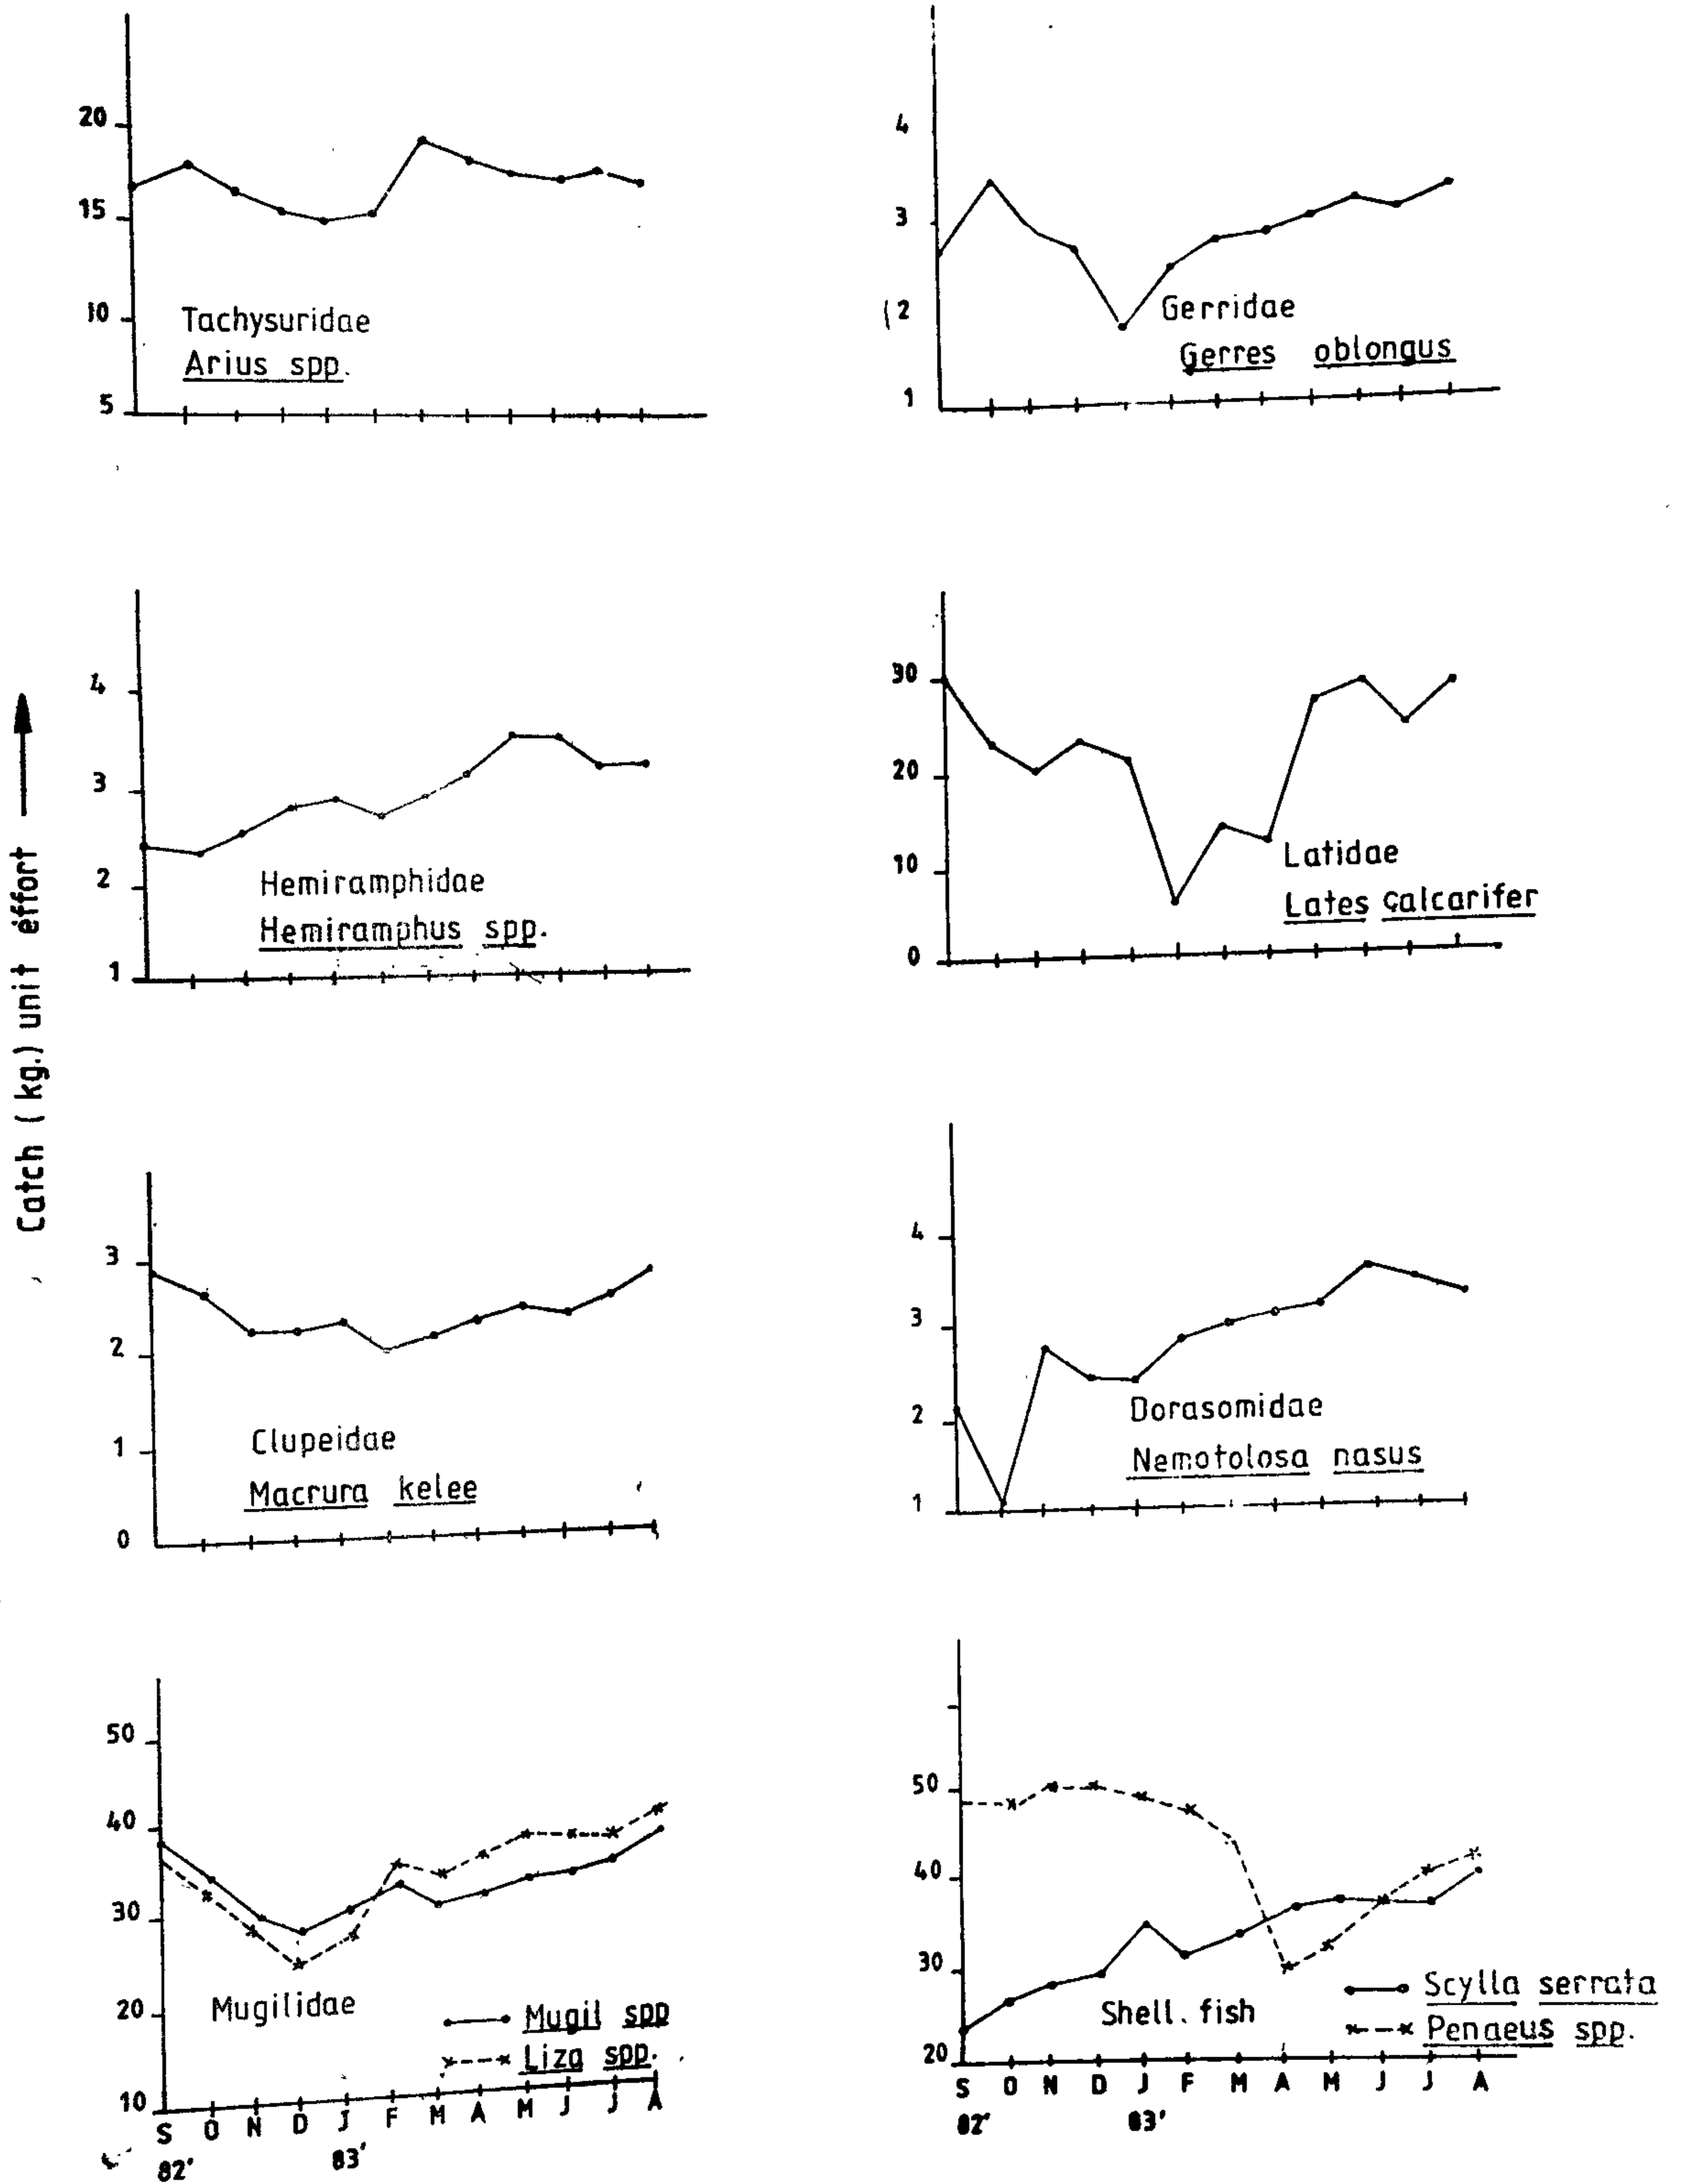 Catch (kg.) unit effort
20
15
10
5
Tachysuridae
Arius spp.
4
3
2
1
Gerridae
Gerres oblongus
4
3
2
1
Hemiramphidae
Hemiramphus spp.
30
20
10
0
Latidae
Lates calcarifer
3
2
1
0
Clupeidae
Macrura kelee
4
3
2
1
Dorasomidae
Nemotolosa nasus
50
40
30
20
10
Mugilidae
Mugil spp
Liza spp.
S O N D J F M A M J J A
82' 83'
50
40
30
20
Shell. fish
Scylla serrata
Penaeus spp.
S O N D J F M A M J J A
82' 83'